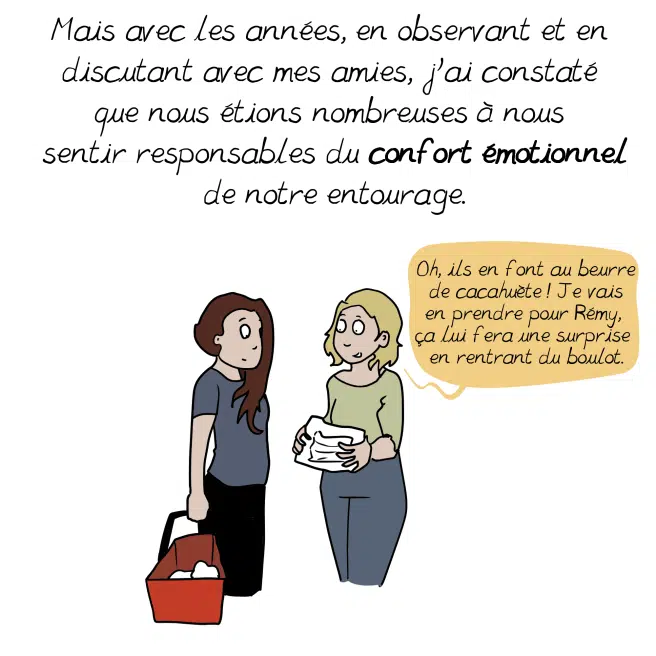 Mais avec les années, en observant et en
discutant avec mes amies, j'ai constaté
que nous étions nombreuses à nous
sentir responsables du confort émotionnel
de notre entourage.
Oh, ils en font au beurre
de cacahuète ! Je vais
en prendre pour Rémy,
ça lui fera une surprise
en rentrant du boulot.